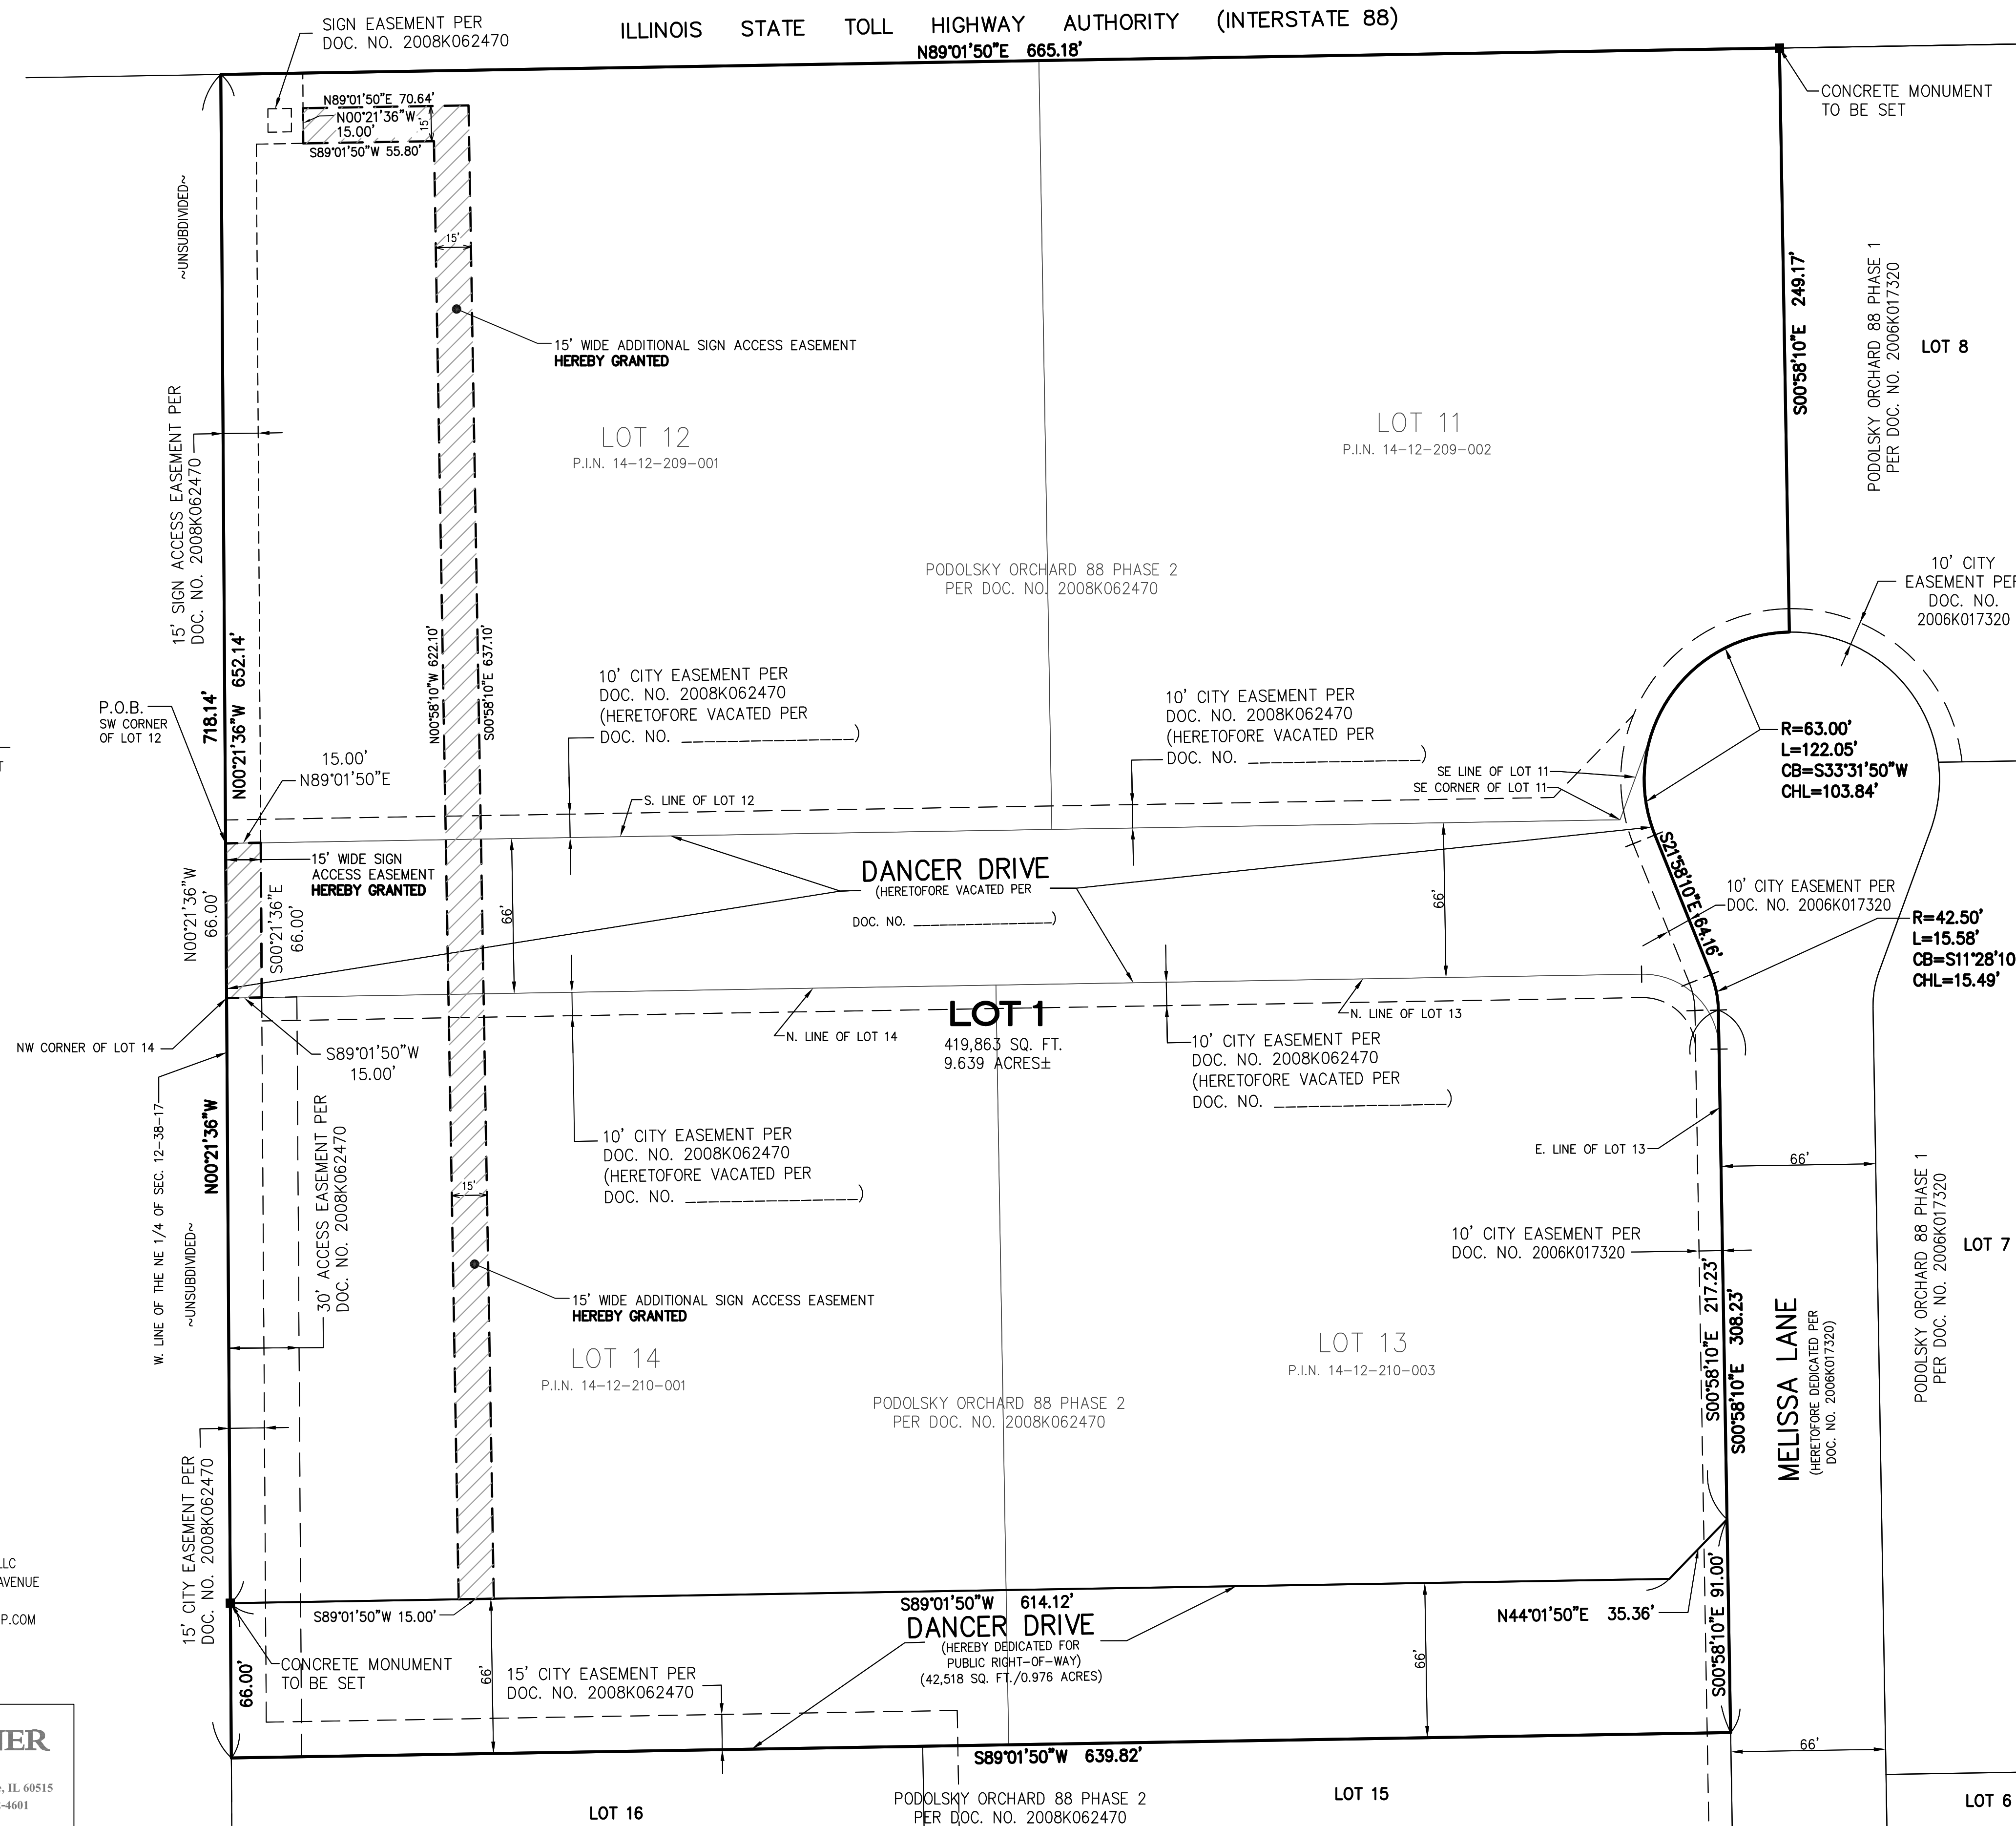 SIGN EASEMENT PER
DOC. NO. 2008K062470
ILLINOIS STATE TOLL HIGHWAY AUTHORITY (INTERSTATE 88)
N89°01'50"E 665.18'
CONCRETE MONUMENT
TO BE SET
N89°01'50"E 70.64'
N00°21'36"W
15.00'
15'
S89°01'50"W 55.80'
~UNSUBDIVIDED~
15'
15' WIDE ADDITIONAL SIGN ACCESS EASEMENT
HEREBY GRANTED
S00°58'10"E 249.17'
PODOLSKY ORCHARD 88 PHASE 1
PER DOC. NO. 2006K017320
LOT 8
15' SIGN ACCESS EASEMENT PER
DOC. NO. 2008K062470
LOT 12
P.I.N. 14-12-209-001
LOT 11
P.I.N. 14-12-209-002
PODOLSKY ORCHARD 88 PHASE 2
PER DOC. NO. 2008K062470
10' CITY
EASEMENT PER
DOC. NO.
2006K017320
718.14'
N00°21'36"W 652.14'
N00°58'10"W 622.10'
S00°58'10"E 637.10'
10' CITY EASEMENT PER
DOC. NO. 2008K062470
(HERETOFORE VACATED PER
DOC. NO. _______________)
10' CITY EASEMENT PER
DOC. NO. 2008K062470
(HERETOFORE VACATED PER
DOC. NO. _______________)
P.O.B.
SW CORNER
OF LOT 12
15.00'
N89°01'50"E
SE LINE OF LOT 11
SE CORNER OF LOT 11
R=63.00'
L=122.05'
CB=S33°31'50"W
CHL=103.84'
S. LINE OF LOT 12
15' WIDE SIGN
ACCESS EASEMENT
HEREBY GRANTED
N00°21'36"W
66.00'
S00°21'36"E
66.00'
66'
DANCER DRIVE
(HERETOFORE VACATED PER
DOC. NO. _______________)
66'
S21°58'10"E 64.16'
10' CITY EASEMENT PER
DOC. NO. 2006K017320
R=42.50'
L=15.58'
CB=S11°28'10
CHL=15.49'
NW CORNER OF LOT 14
S89°01'50"W
15.00'
N. LINE OF LOT 14
LOT 1
419,863 SQ. FT.
9.639 ACRES±
N. LINE OF LOT 13
10' CITY EASEMENT PER
DOC. NO. 2008K062470
(HERETOFORE VACATED PER
DOC. NO. _______________)
W. LINE OF THE NE 1/4 OF SEC. 12-38-17
N00°21'36"W
~UNSUBDIVIDED~
30' ACCESS EASEMENT PER
DOC. NO. 2008K062470
10' CITY EASEMENT PER
DOC. NO. 2008K062470
(HERETOFORE VACATED PER
DOC. NO. _______________)
15'
E. LINE OF LOT 13
66'
10' CITY EASEMENT PER
DOC. NO. 2006K017320
15' WIDE ADDITIONAL SIGN ACCESS EASEMENT
HEREBY GRANTED
LOT 14
P.I.N. 14-12-210-001
LOT 13
P.I.N. 14-12-210-003
PODOLSKY ORCHARD 88 PHASE 2
PER DOC. NO. 2008K062470
S00°58'10"E 217.23'
S00°58'10"E 308.23'
MELISSA LANE
(HERETOFORE DEDICATED PER
DOC. NO. 2006K017320)
PODOLSKY ORCHARD 88 PHASE 1
PER DOC. NO. 2006K017320
LOT 7
15' CITY EASEMENT PER
DOC. NO. 2008K062470
LLC
AVENUE
P.COM
S89°01'50"W 15.00'
S89°01'50"W 614.12'
DANCER DRIVE
(HEREBY DEDICATED FOR
PUBLIC RIGHT-OF-WAY)
(42,518 SQ. FT./0.976 ACRES)
N44°01'50"E 35.36'
S00°58'10"E 91.00'
CONCRETE MONUMENT
TO BE SET
66.00'
66'
15' CITY EASEMENT PER
DOC. NO. 2008K062470
66'
S89°01'50"W 639.82'
66'
, IL 60515
-4601
LOT 16
PODOLSKY ORCHARD 88 PHASE 2
PER DOC. NO. 2008K062470
LOT 15
LOT 6